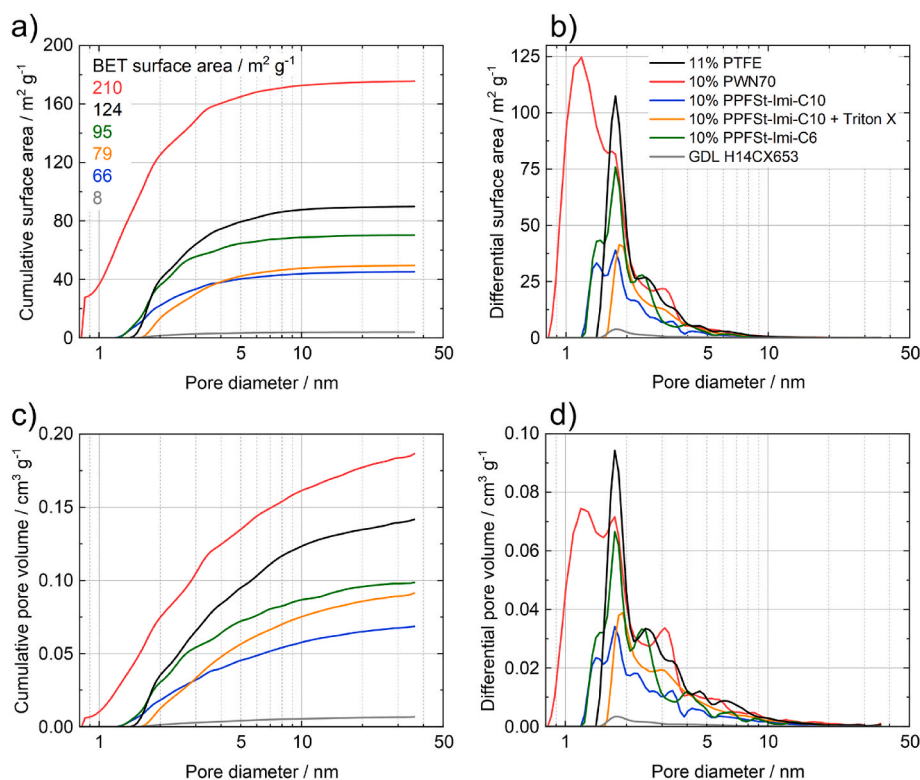 a)
BET surface area / m² g⁻¹
210
124
95
79
66
8
Cumulative surface area / m² g⁻¹
200
160
120
80
40
0
1
5
10
50
Pore diameter / nm
b)
11% PTFE
10% PWN70
10% PPFSt-Imi-C10
10% PPFSt-Imi-C10 + Triton X
10% PPFSt-Imi-C6
GDL H14CX653
Differential surface area / m² g⁻¹
125
100
75
50
25
0
1
5
10
50
Pore diameter / nm
c)
Cumulative pore volume / cm³ g⁻¹
0.20
0.15
0.10
0.05
0.00
1
5
10
50
Pore diameter / nm
d)
Differential pore volume / cm³ g⁻¹
0.10
0.08
0.06
0.04
0.02
0.00
1
5
10
50
Pore diameter / nm